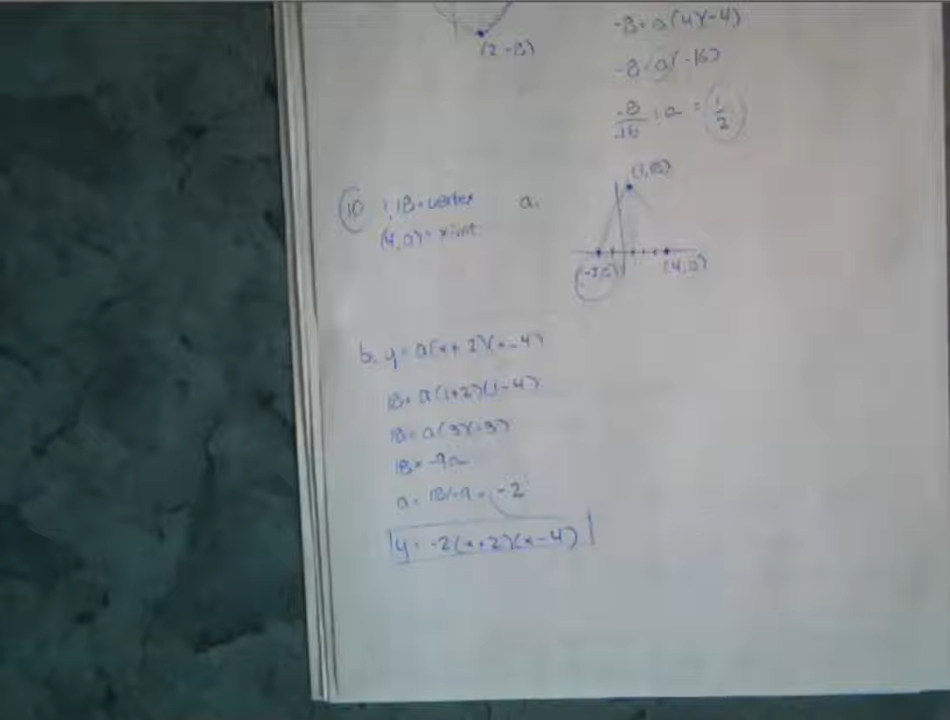 (2 -8)
-8 = a(4)(-4)
-8 = a(-16)
-8/-16 = a = 1/2
10 1,18 = vertex
(4,0) = x int
a.
(1,18)
(-2,0) (4,0)
b. y = a(x+2)(x-4)
18 = a(1+2)(1-4)
18 = a(3)(-3)
18 = -9a
a = 18/-9 = -2
y = -2(x+2)(x-4)